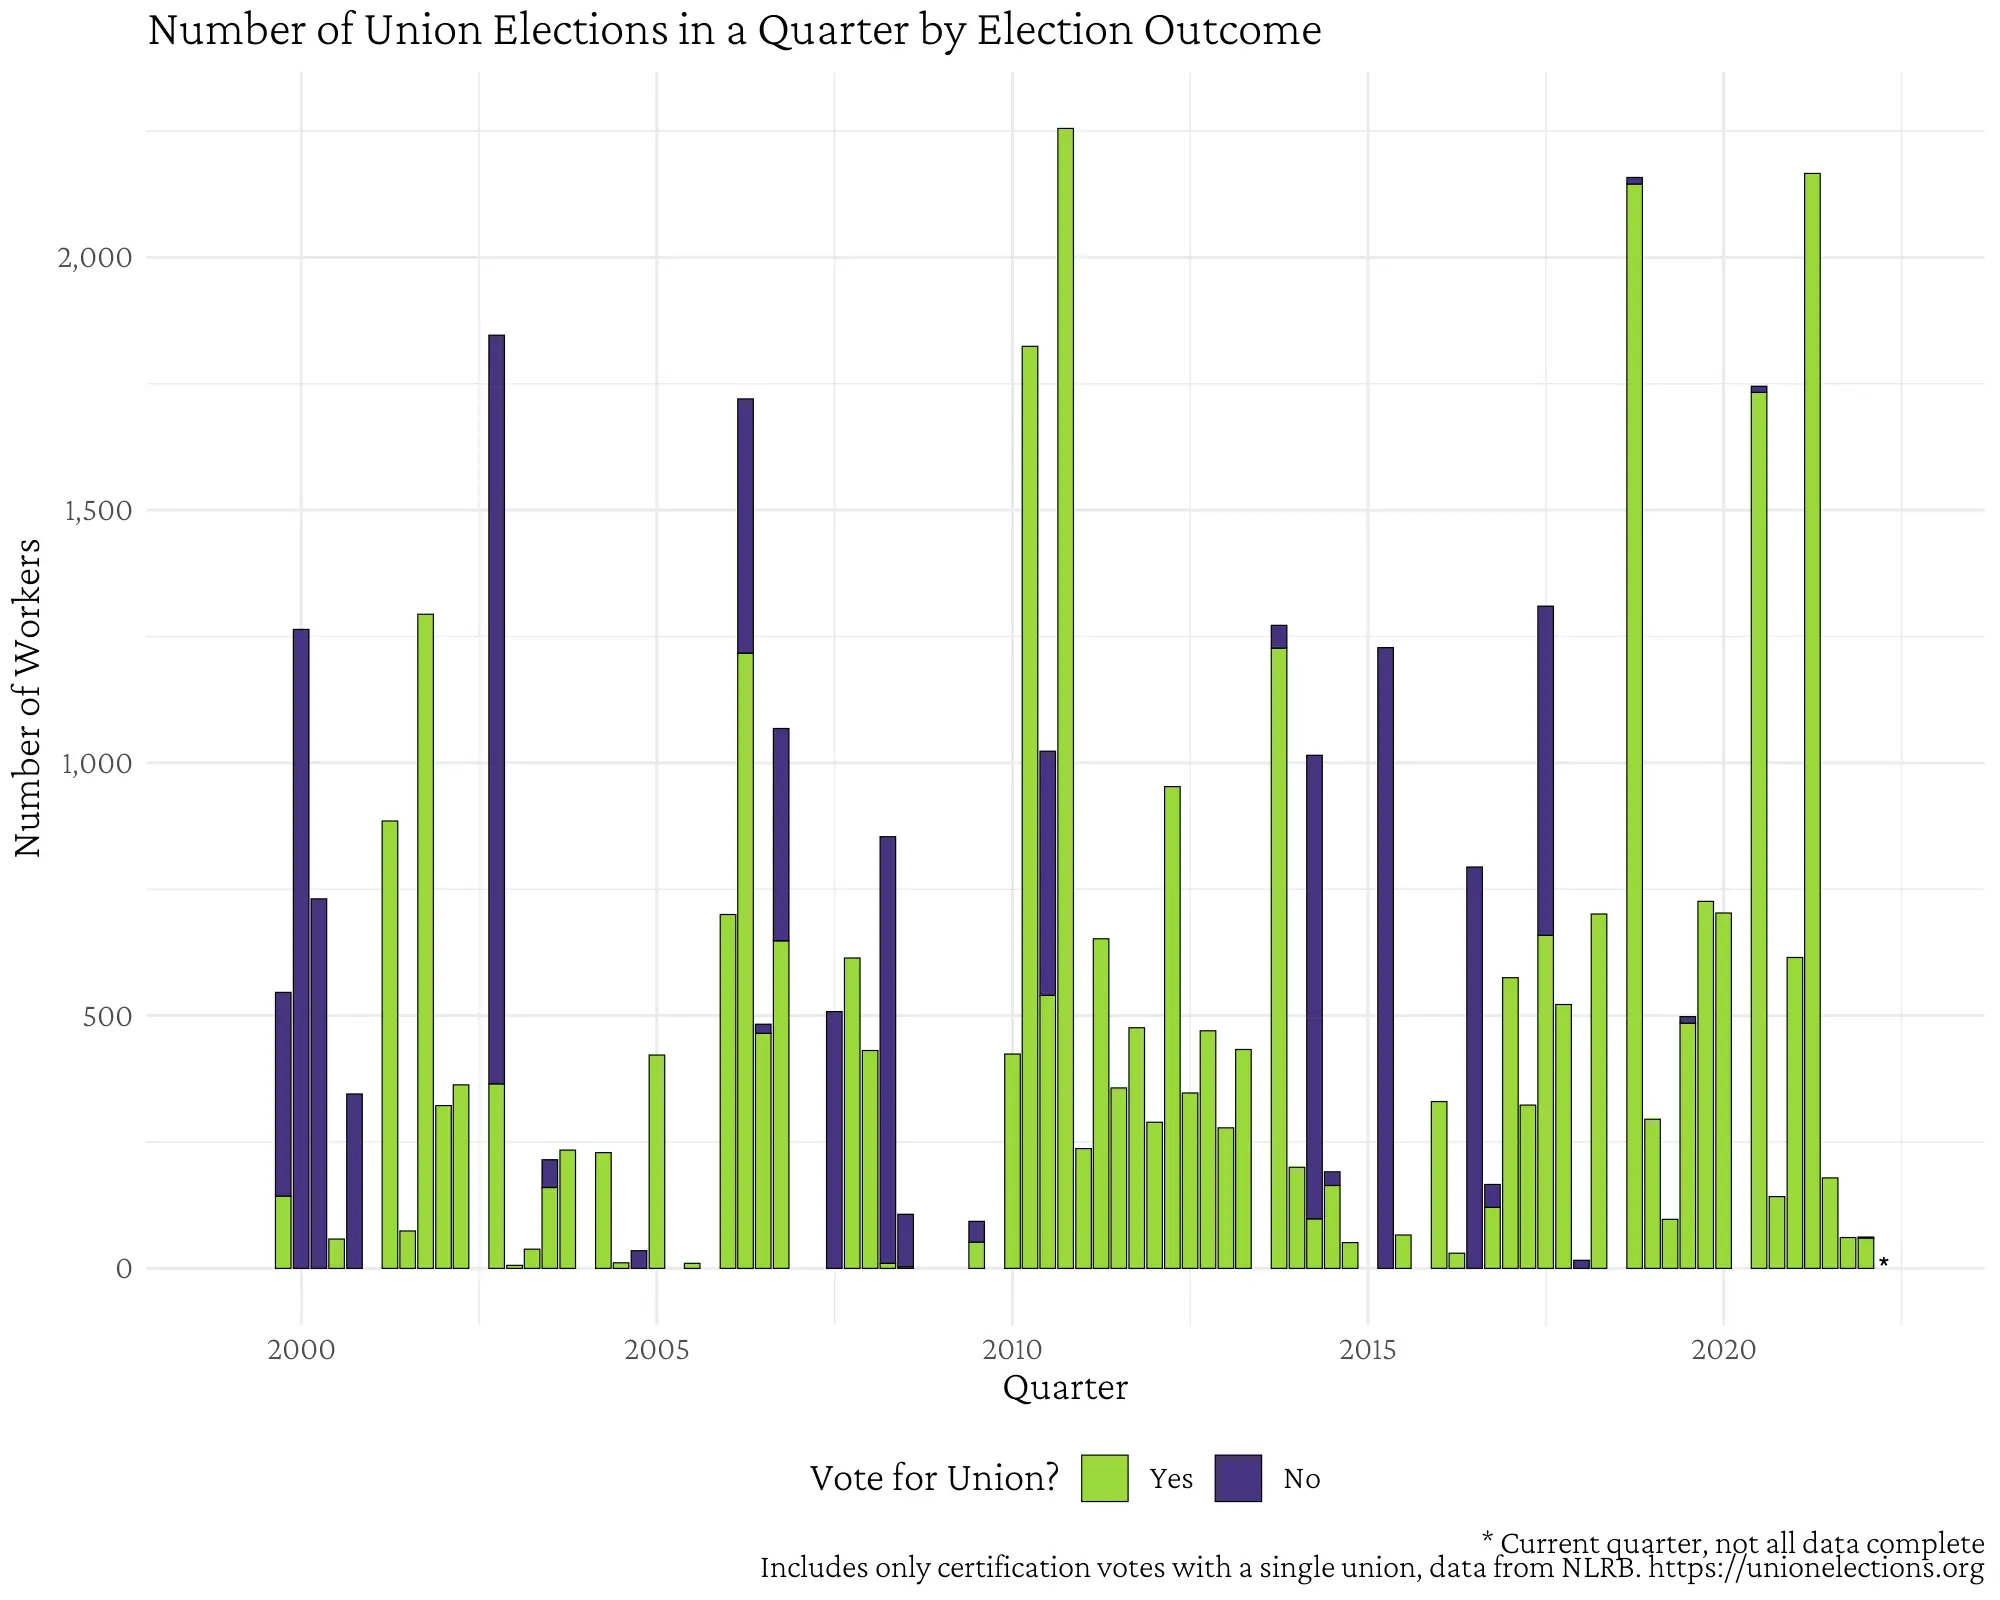 Number of Union Elections in a Quarter by Election Outcome
Number of Workers
2,000
1,500
1,000
500
0
*
2000
2005
2010
2015
2020
Quarter
Vote for Union?
Yes
No
* Current quarter, not all data complete
Includes only certification votes with a single union, data from NLRB. https://unionelections.org